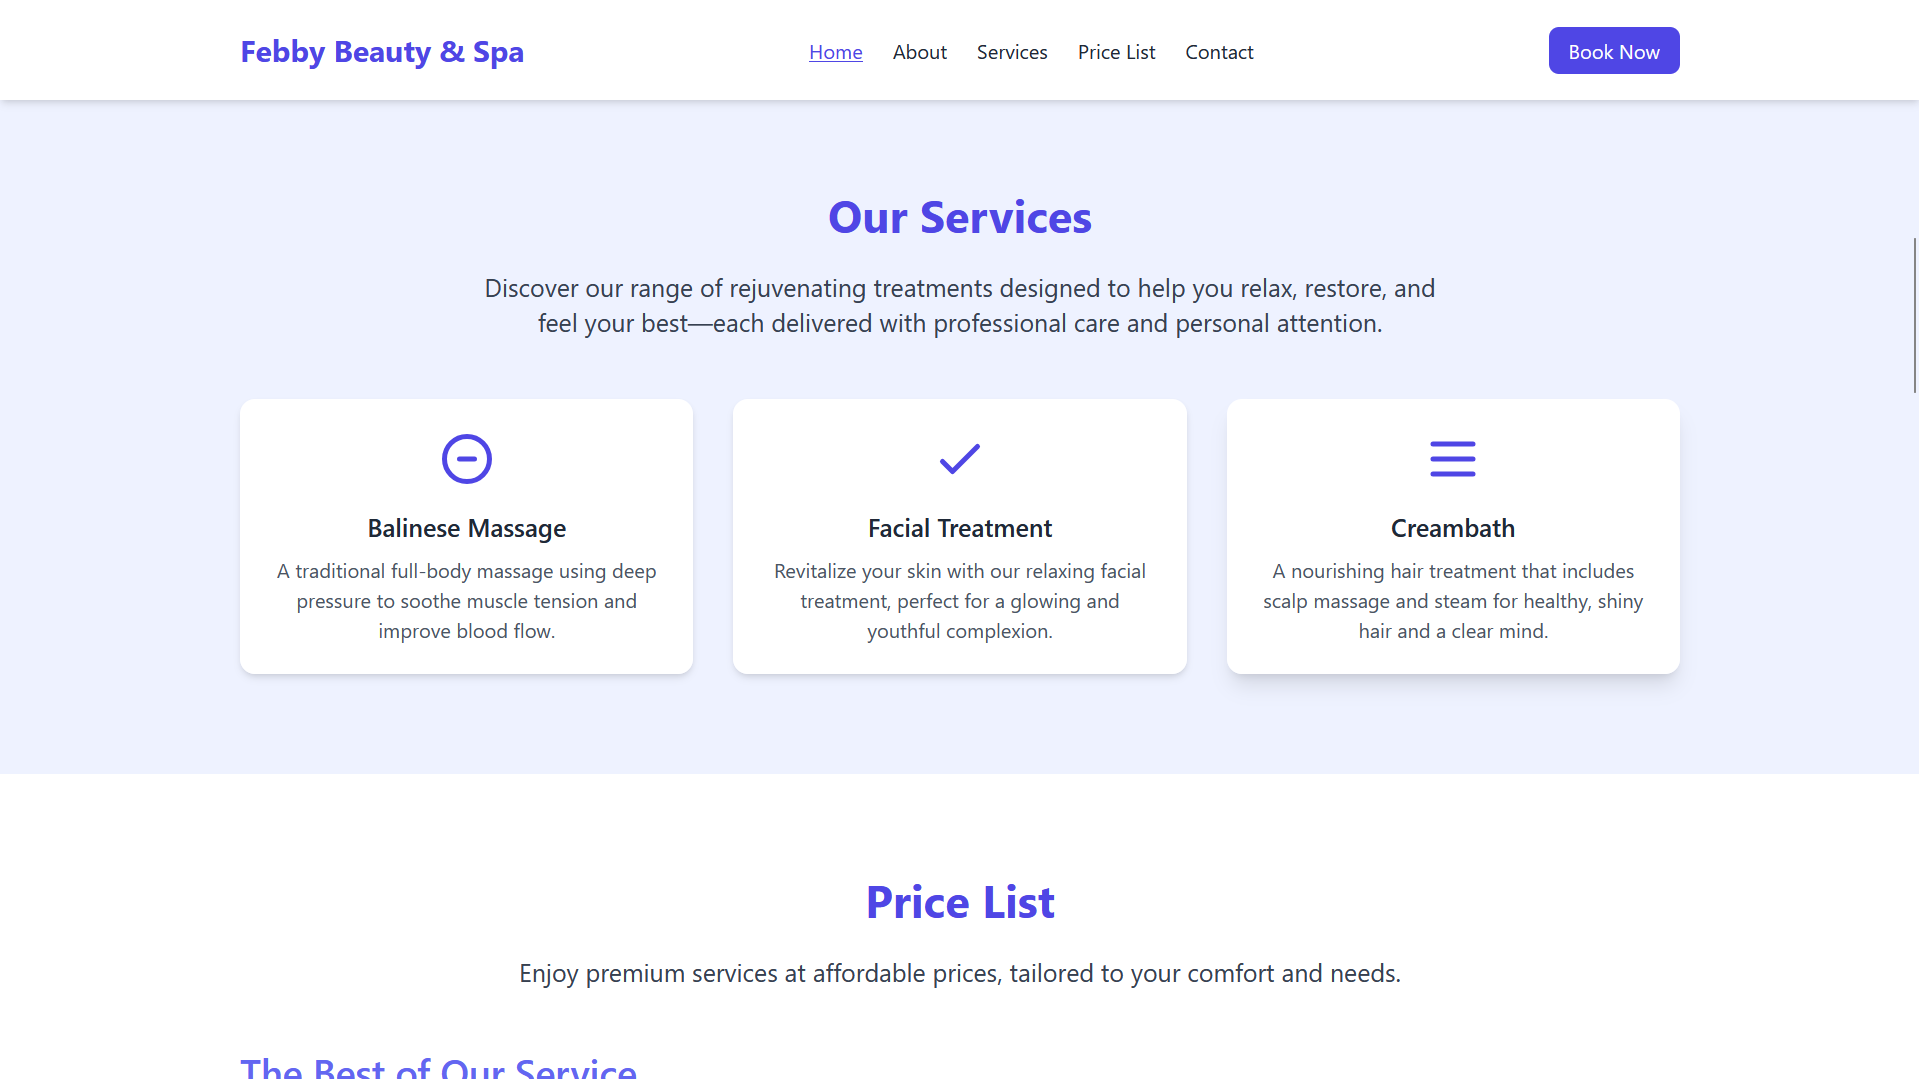 Febby Beauty & Spa
Home
About
Services
Price List
Contact
Book Now
Our Services
Discover our range of rejuvenating treatments designed to help you relax, restore, and
feel your best—each delivered with professional care and personal attention.
Balinese Massage
A traditional full-body massage using deep
pressure to soothe muscle tension and
improve blood flow.
Facial Treatment
Revitalize your skin with our relaxing facial
treatment, perfect for a glowing and
youthful complexion.
Creambath
A nourishing hair treatment that includes
scalp massage and steam for healthy, shiny
hair and a clear mind.
Price List
Enjoy premium services at affordable prices, tailored to your comfort and needs.
The Best of Our Service